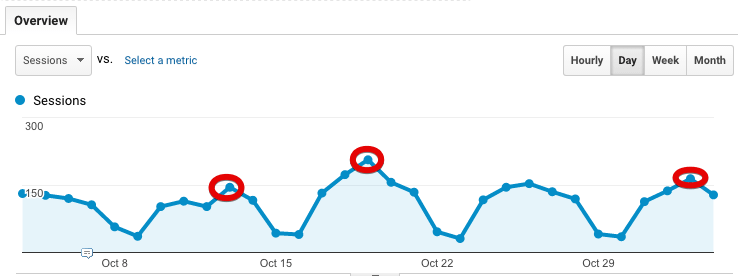 Overview
Sessions vs. Select a metric Hourly Day Week Month
Sessions
300
150
Oct 8 Oct 15 Oct 22 Oct 29